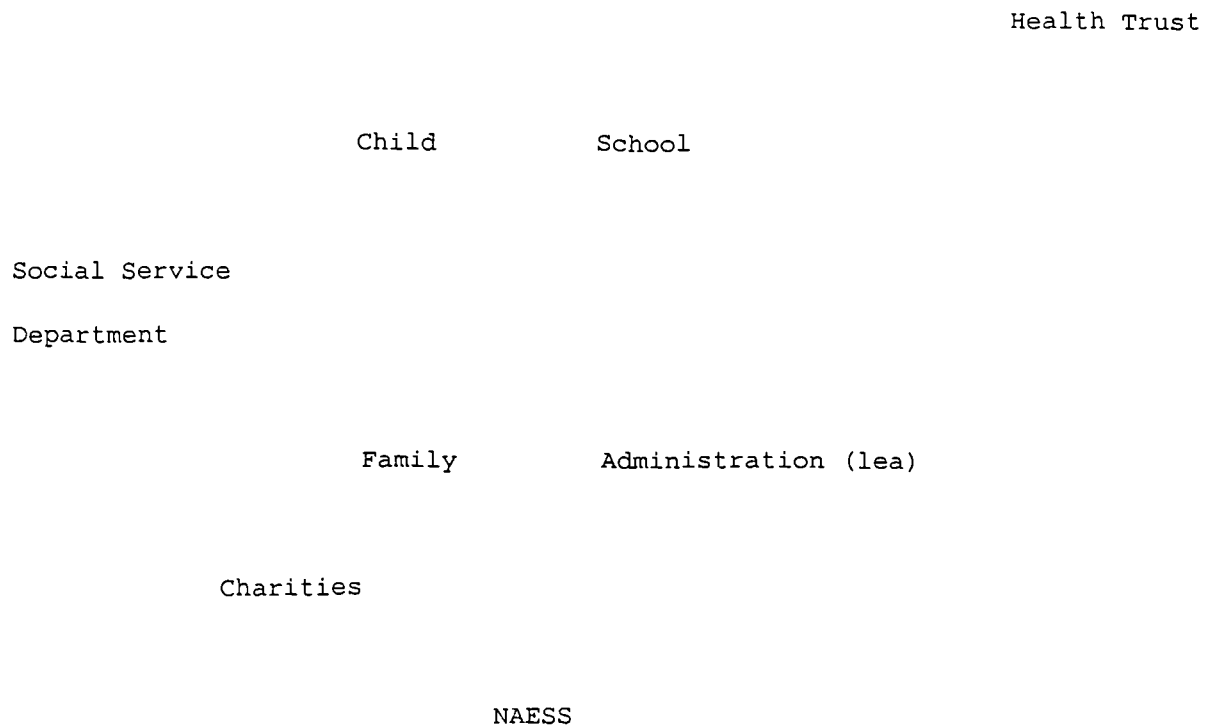 Health Trust
Child School
Social Service
Department
Family Administration (lea)
Charities
NAESS